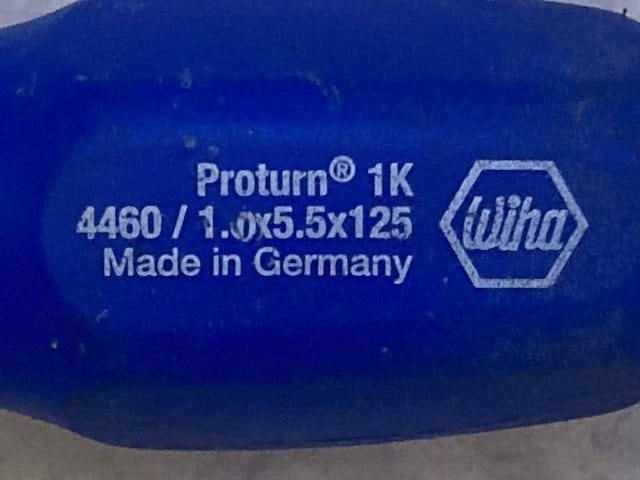 Proturn® 1K
4460 / 1.0x5.5x125
Made in Germany
Wiha